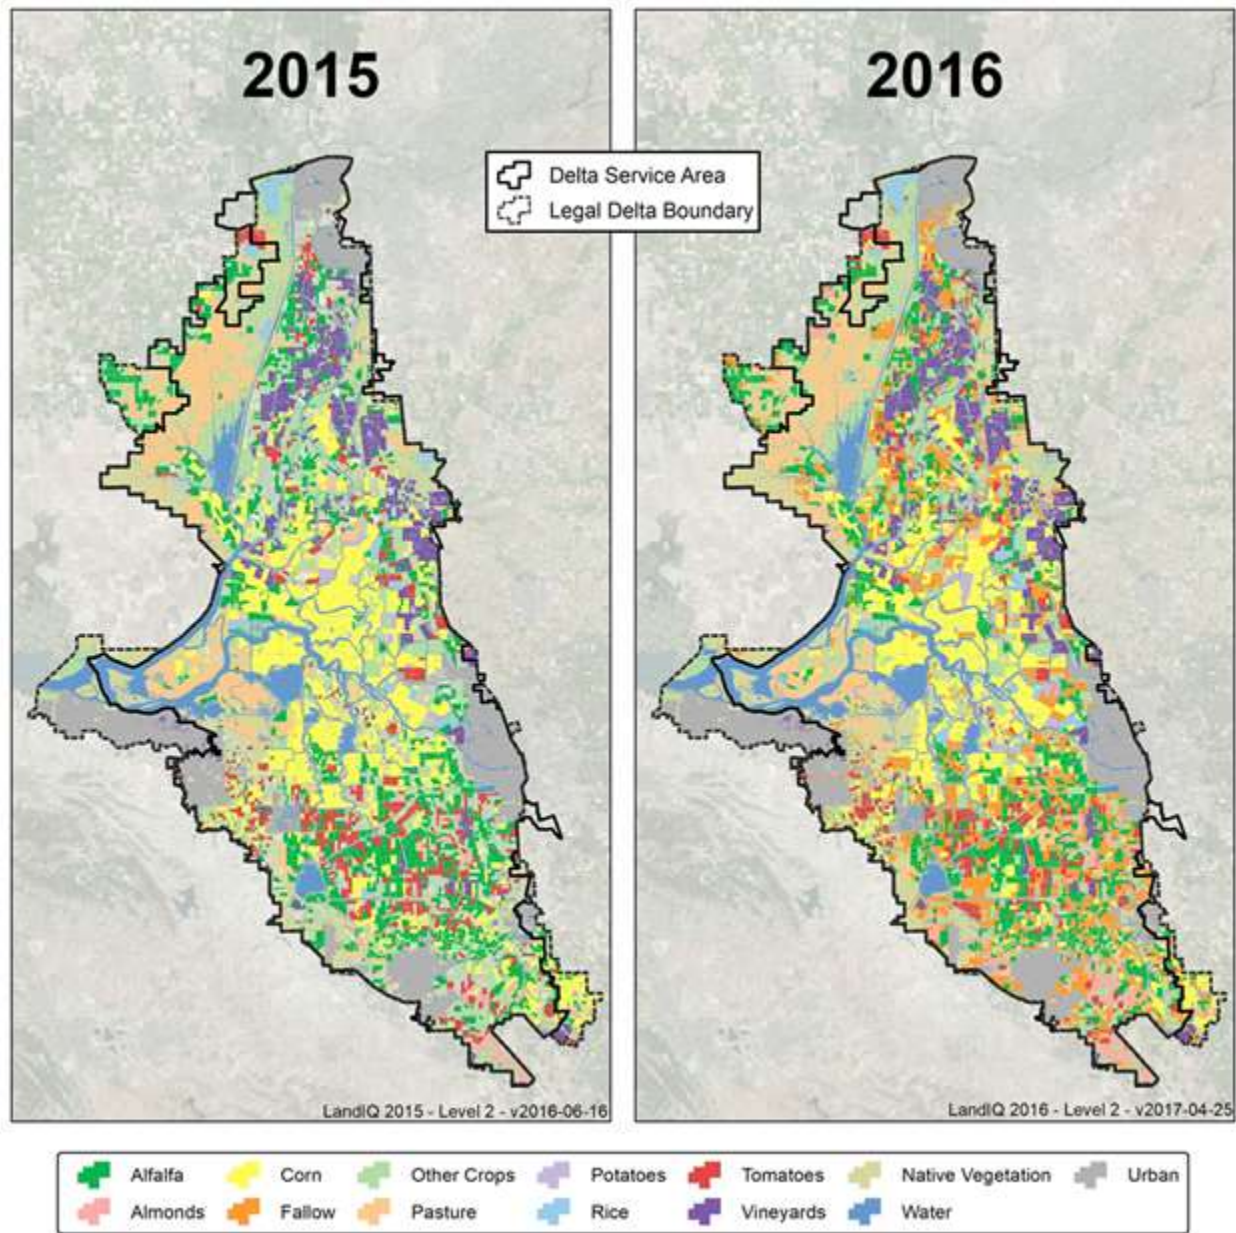 2015
2016
Delta Service Area
Legal Delta Boundary
LandIQ 2015 - Level 2 - v2016-06-16
LandIQ 2016 - Level 2 - v2017-04-25
Alfalfa Corn Other Crops Potatoes Tomatoes Native Vegetation Urban
Almonds Fallow Pasture Rice Vineyards Water